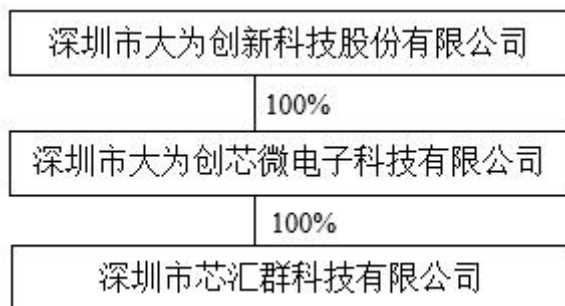 深圳市大为创新科技股份有限公司
100%
深圳市大为创芯微电子科技有限公司
100%
深圳市芯汇群科技有限公司